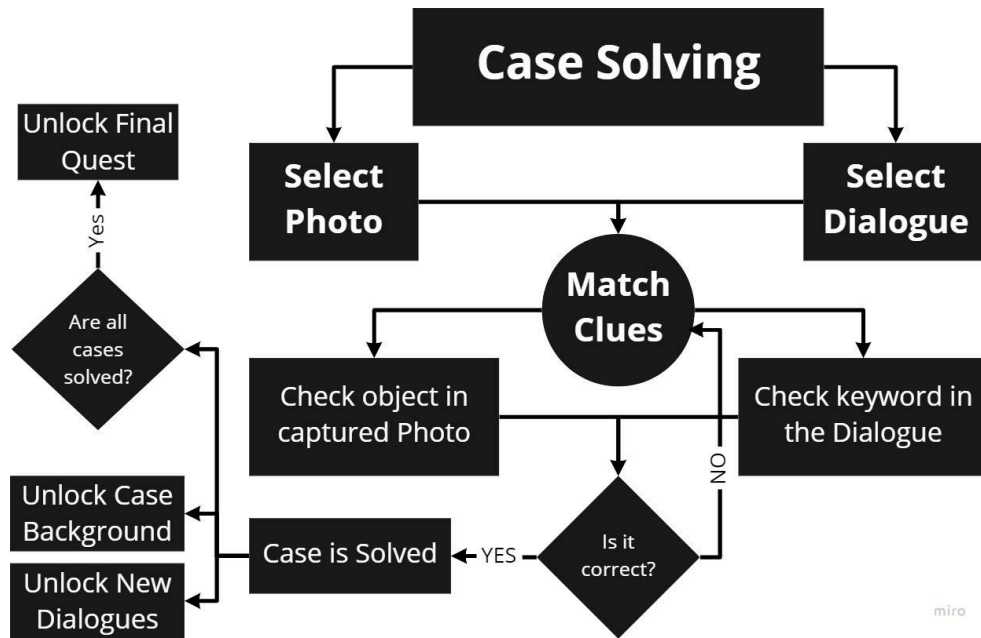 Case Solving
Unlock Final
Quest
Select
Photo
Select
Dialogue
Yes
Match
Clues
Are all
cases
solved?
Check object in
captured Photo
Check keyword in
the Dialogue
NO
Unlock Case
Background
Case is Solved
YES
Is it
correct?
Unlock New
Dialogues
miro